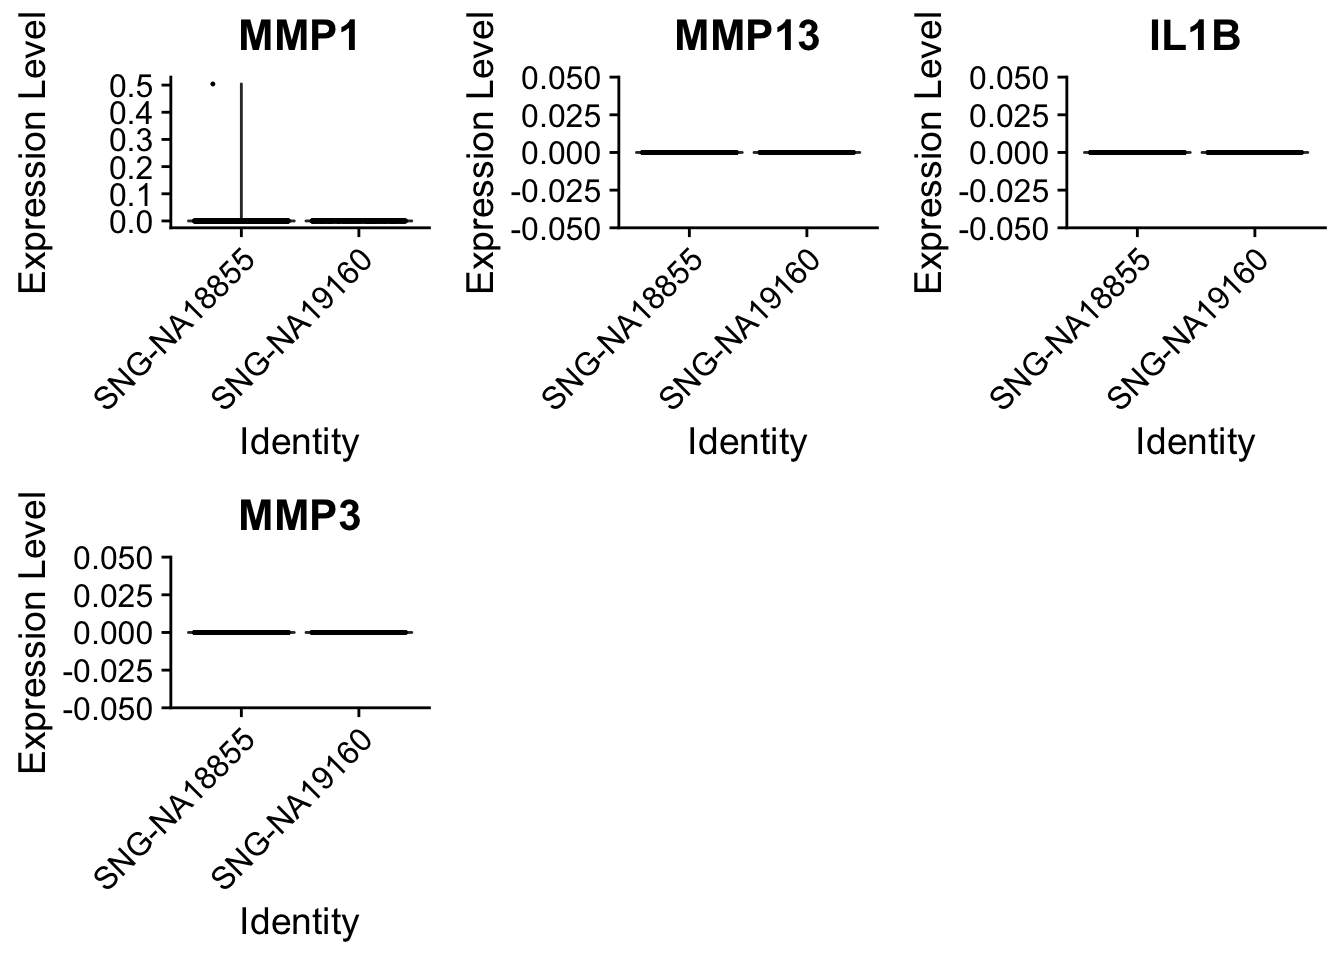 MMP1
Expression Level
0.5
0.4
0.3
0.2
0.1
0.0
SNG-NA18855
SNG-NA19160
Identity
MMP13
Expression Level
0.050
0.025
0.000
-0.025
-0.050
SNG-NA18855
SNG-NA19160
Identity
IL1B
Expression Level
0.050
0.025
0.000
-0.025
-0.050
SNG-NA18855
SNG-NA19160
Identity
MMP3
Expression Level
0.050
0.025
0.000
-0.025
-0.050
SNG-NA18855
SNG-NA19160
Identity